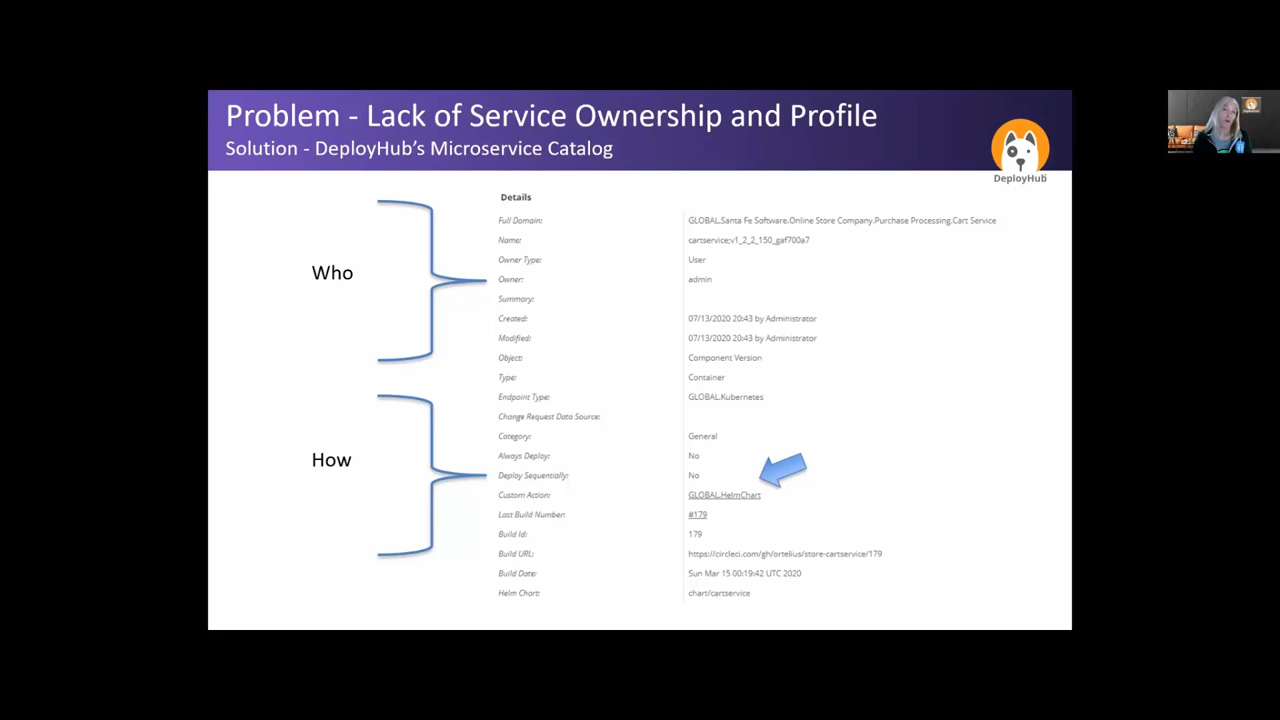 Problem - Lack of Service Ownership and Profile
Solution - DeployHub's Microservice Catalog
DeployHub
Details
Who
Full Domain: GLOBAL.Santa Fe Software.Online Store Company.Purchase Processing.Cart Service
Name: cartservice;v1_2_2_150_gaf700a7
Owner Type: User
Owner: admin
Summary:
Created: 07/13/2020 20:43 by Administrator
Modified: 07/13/2020 20:43 by Administrator
Object: Component Version
Type: Container
How
Endpoint Type: GLOBAL.Kubernetes
Change Request Data Source:
Category: General
Always Deploy: No
Deploy Sequentially: No
Custom Action: GLOBAL.HelmChart
Last Build Number: #179
Build Id: 179
Build URL: https://circleci.com/gh/ortelius/store-cartservice/179
Build Date: Sun Mar 15 00:19:42 UTC 2020
Helm Chart: chart/cartservice